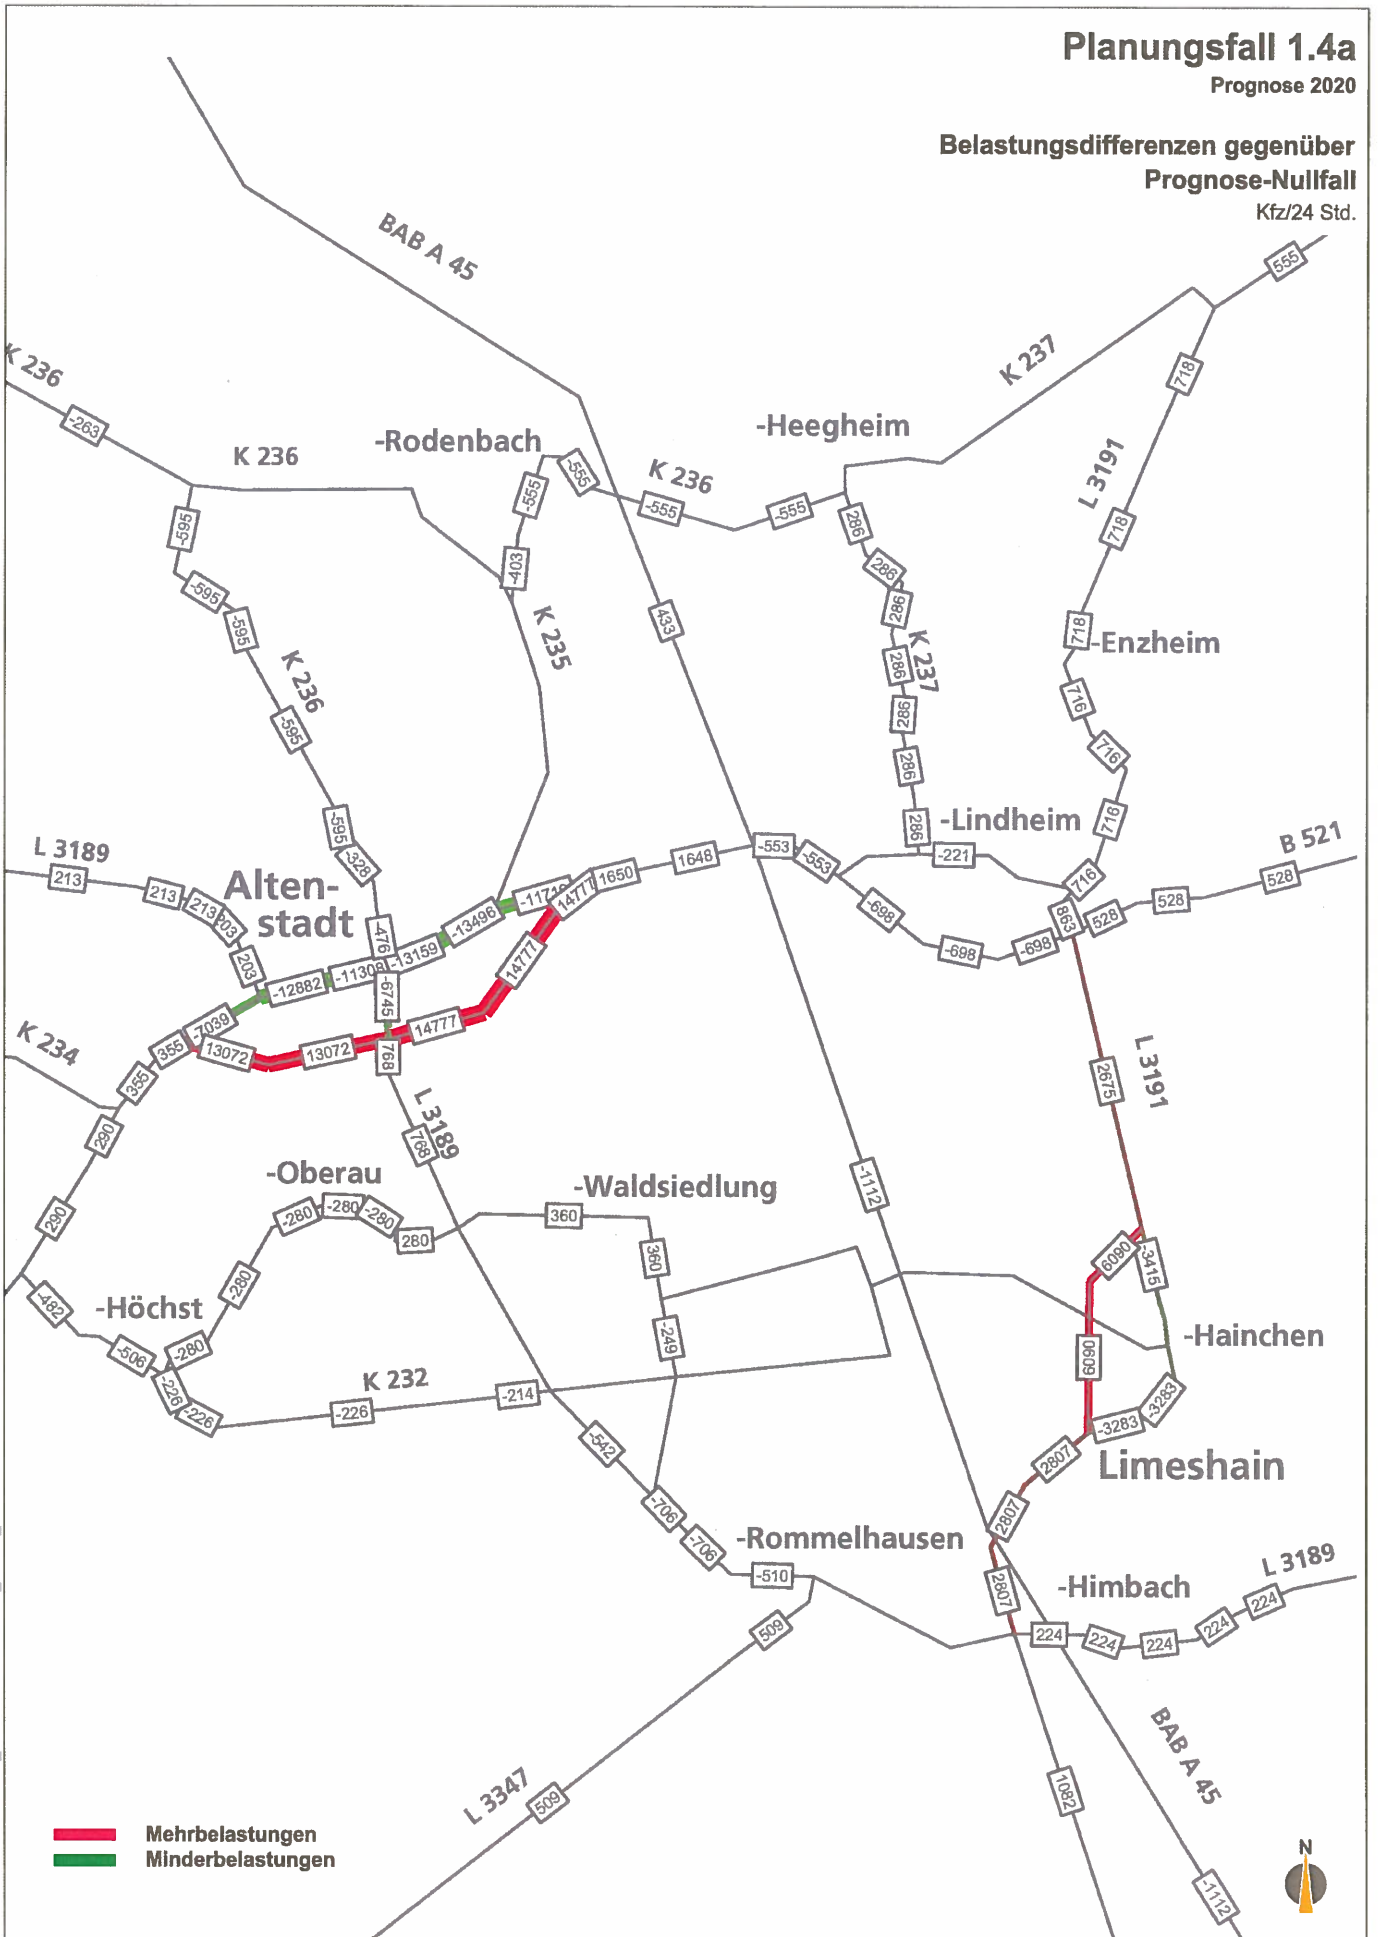 Planungsfall 1.4a
Prognose 2020
Belastungsdifferenzen gegenüber
Prognose-Nullfall
Kfz/24 Std.
BAB A 45
555
K 237
718
K 236
-263
K 236
-Rodenbach
-555
-555
K 236
-555
-555
-Heegheim
L 3191
718
286
-595
-403
286
-595
-595
286
433
K 235
K 237
718
-Enzheim
K 236
286
716
-595
286
716
286
-595
-328
286
-Lindheim
716
B 521
L 3189
213
213
213
203
203
Alten-
stadt
-476
-13159
-13496
14777
1650
1648
-553
-553
-221
716
528
528
528
863
-698
-698
-698
-12882
-6745
14777
-7039
355
13072
13072
14777
768
K 234
355
290
L 3189
768
2675
L 3191
-Oberau
-Waldsiedlung
-1112
290
-280
-280
-280
280
360
360
6090
-3415
-280
-482
-Höchst
-506
-280
-249
6090
-Hainchen
-226
-226
K 232
-226
-214
-3283
-3283
-542
2807
Limeshain
-706
-706
2807
-Rommelhausen
-510
2807
-Himbach
L 3189
509
224
224
224
224
224
BAB A 45
L 3347
509
1082
-1112
Mehrbelastungen
Minderbelastungen
N